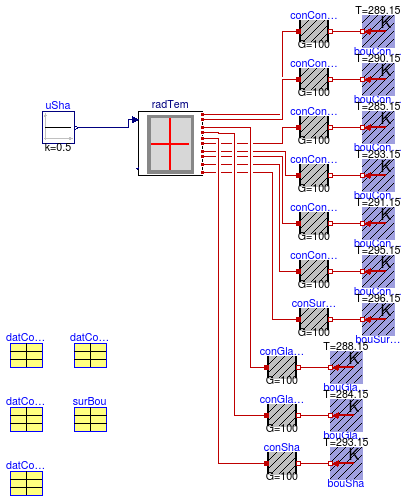 T=289.15
conCon...
K
G=100
bouCon...
T=290.15
conCon...
K
G=100
bouCon...
T=285.15
conCon...
K
G=100
bouCon...
T=293.15
conCon...
K
G=100
bouCon...
T=291.15
conCon...
K
G=100
bouCon...
T=295.15
conCon...
K
G=100
bouCon...
T=296.15
conSur...
K
G=100
bouSur...
T=288.15
conGla...
K
G=100
bouGla...
T=284.15
conGla...
K
G=100
bouGla...
T=293.15
conSha
K
G=100
bouSha
uSha
k=0.5
radTem
datCo...
datCo...
datCo...
surBou
datCo...